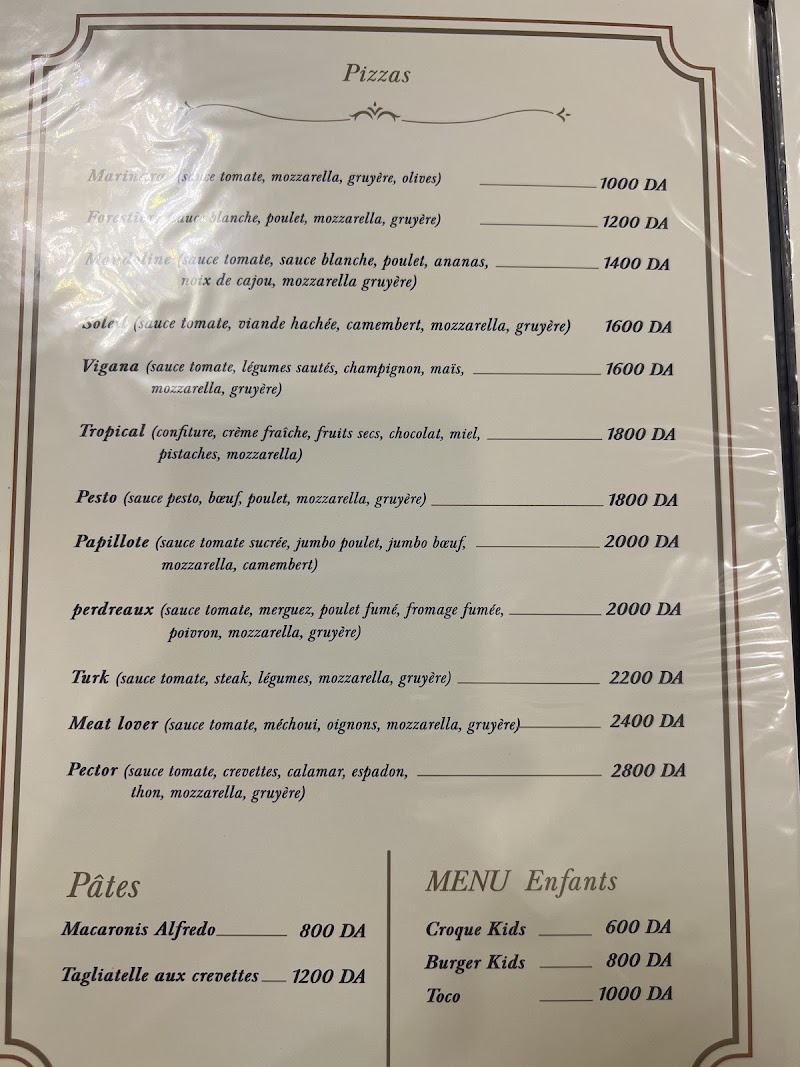 Pizzas
Marinara (sauce tomate, mozzarella, gruyère, olives) 1000 DA
Forestière (sauce blanche, poulet, mozzarella, gruyère) 1200 DA
(sauce tomate, sauce blanche, poulet, ananas, 1400 DA
noix de cajou, mozzarella gruyère)
Soleil (sauce tomate, viande hachée, camembert, mozzarella, gruyère) 1600 DA
Vigana (sauce tomate, légumes sautés, champignon, maïs, 1600 DA
mozzarella, gruyère)
Tropical (confiture, crème fraîche, fruits secs, chocolat, miel, 1800 DA
pistaches, mozzarella)
Pesto (sauce pesto, bœuf, poulet, mozzarella, gruyère) 1800 DA
Papillote (sauce tomate sucrée, jumbo poulet, jumbo bœuf, 2000 DA
mozzarella, camembert)
perdreaux (sauce tomate, merguez, poulet fumé, fromage fumée, 2000 DA
poivron, mozzarella, gruyère)
Turk (sauce tomate, steak, légumes, mozzarella, gruyère) 2200 DA
Meat lover (sauce tomate, méchoui, oignons, mozzarella, gruyère) 2400 DA
Pector (sauce tomate, crevettes, calamar, espadon, 2800 DA
thon, mozzarella, gruyère)
Pâtes
Macaronis Alfredo 800 DA
Tagliatelle aux crevettes 1200 DA
MENU Enfants
Croque Kids 600 DA
Burger Kids 800 DA
Toco 1000 DA